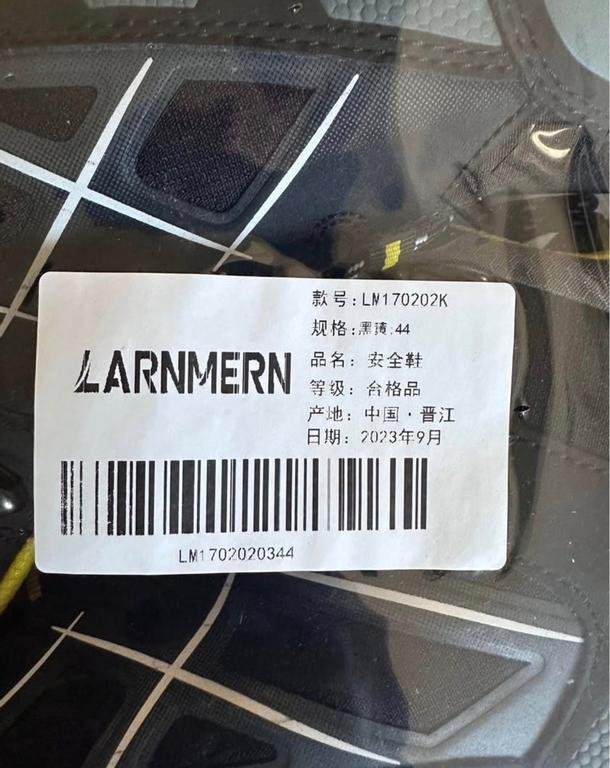 款号: LM170202K
规格: 黑黄;44
LARNMERN
品名: 安全鞋
等级: 合格品
产地: 中国·晋江
日期: 2023年9月
LM1702020344